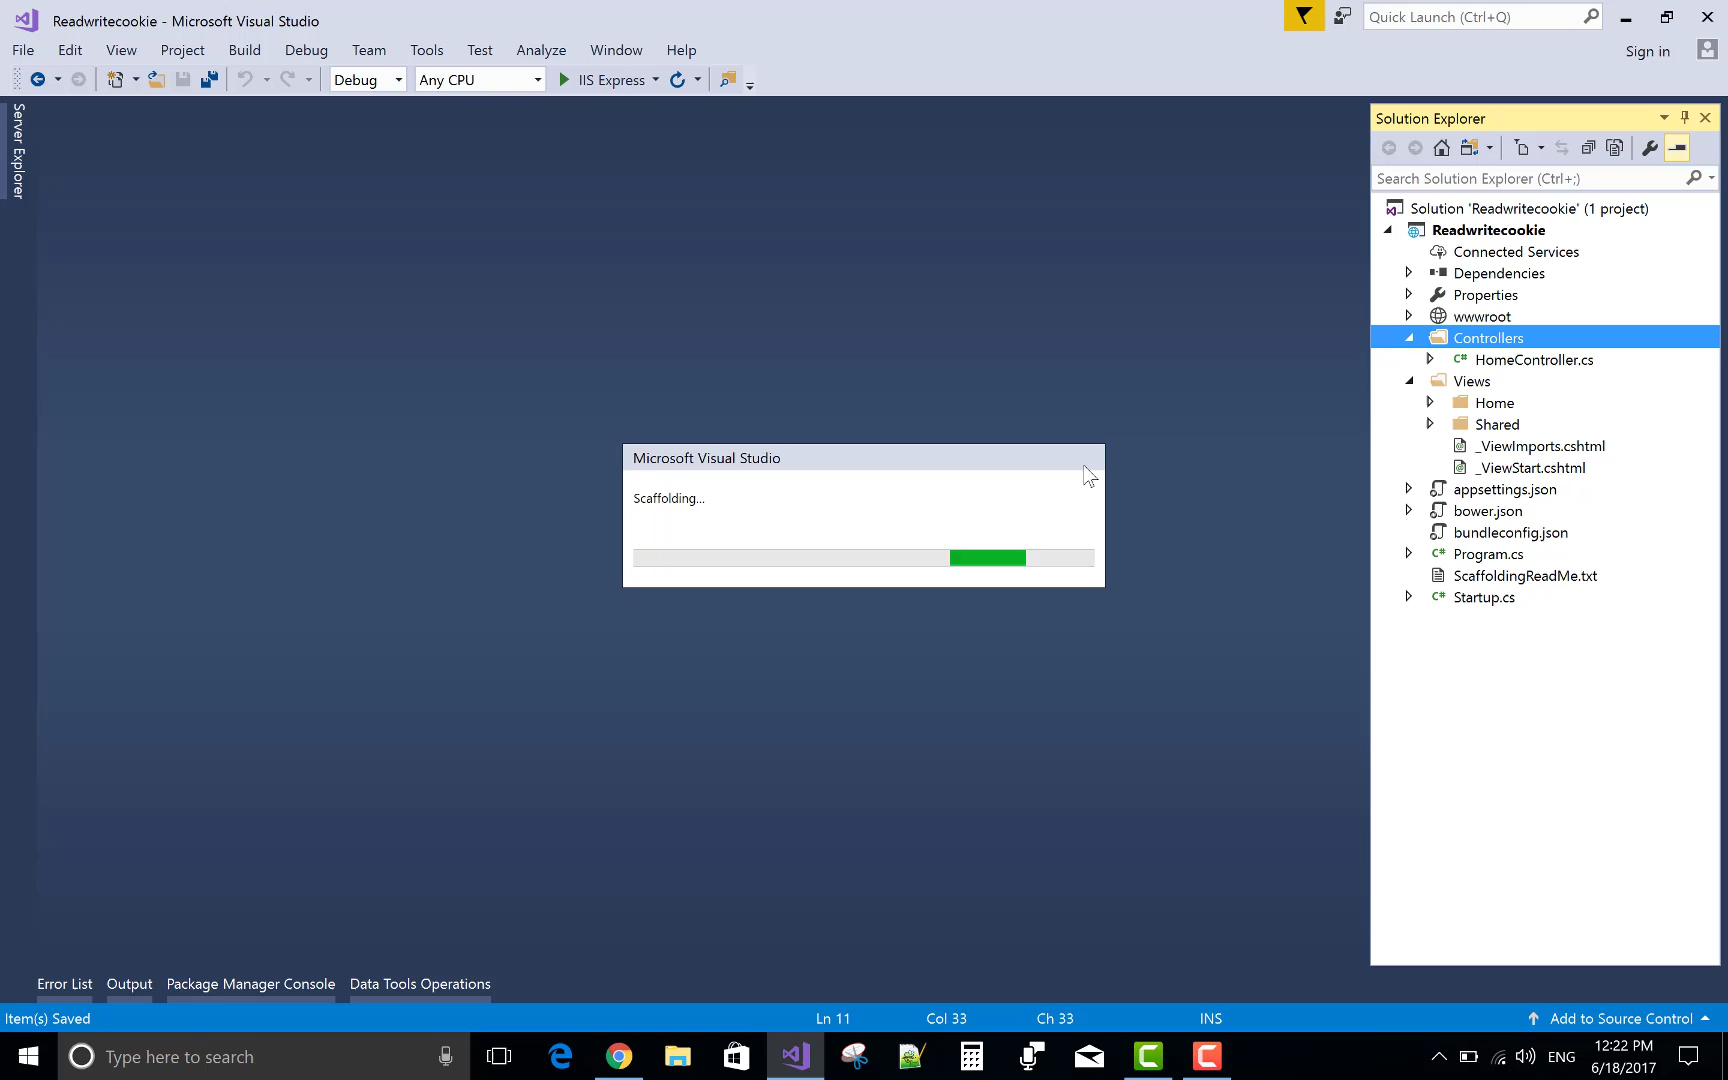 Readwritecookie - Microsoft Visual Studio
Quick Launch (Ctrl+Q)
File Edit View Project Build Debug Team Tools Test Analyze Window Help
Sign in
Debug Any CPU IIS Express
Server Explorer
Solution Explorer
Search Solution Explorer (Ctrl+;)
Solution 'Readwritecookie' (1 project)
Readwritecookie
Connected Services
Dependencies
Properties
wwwroot
Controllers
C# HomeController.cs
Views
Home
Shared
_ViewImports.cshtml
_ViewStart.cshtml
appsettings.json
bower.json
bundleconfig.json
C# Program.cs
ScaffoldingReadMe.txt
C# Startup.cs
Microsoft Visual Studio
Scaffolding...
Error List Output Package Manager Console Data Tools Operations
Item(s) Saved Ln 11 Col 33 Ch 33 INS Add to Source Control
Type here to search
ENG
12:22 PM
6/18/2017